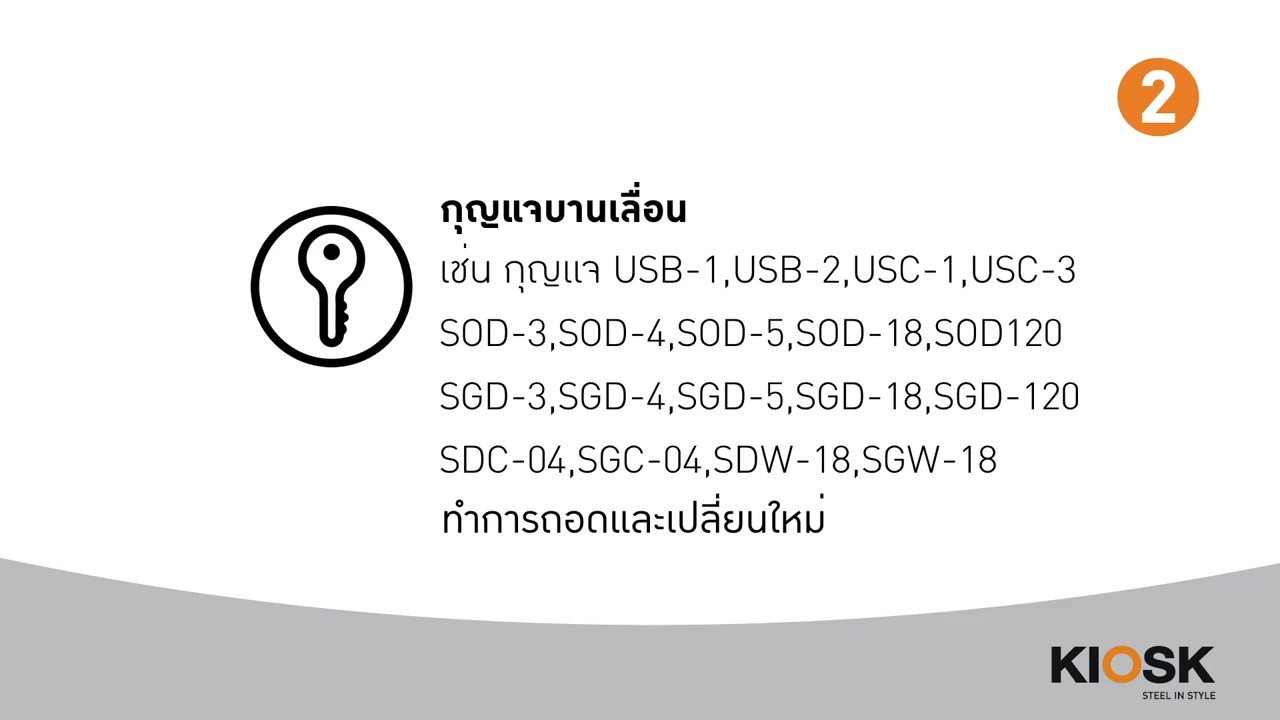 2
กุญแจบานเลื่อน
เช่น กุญแจ USB-1,USB-2,USC-1,USC-3
SOD-3,SOD-4,SOD-5,SOD-18,SOD120
SGD-3,SGD-4,SGD-5,SGD-18,SGD-120
SDC-04,SGC-04,SDW-18,SGW-18
ทำการถอดและเปลี่ยนใหม่
KIOSK
STEEL IN STYLE